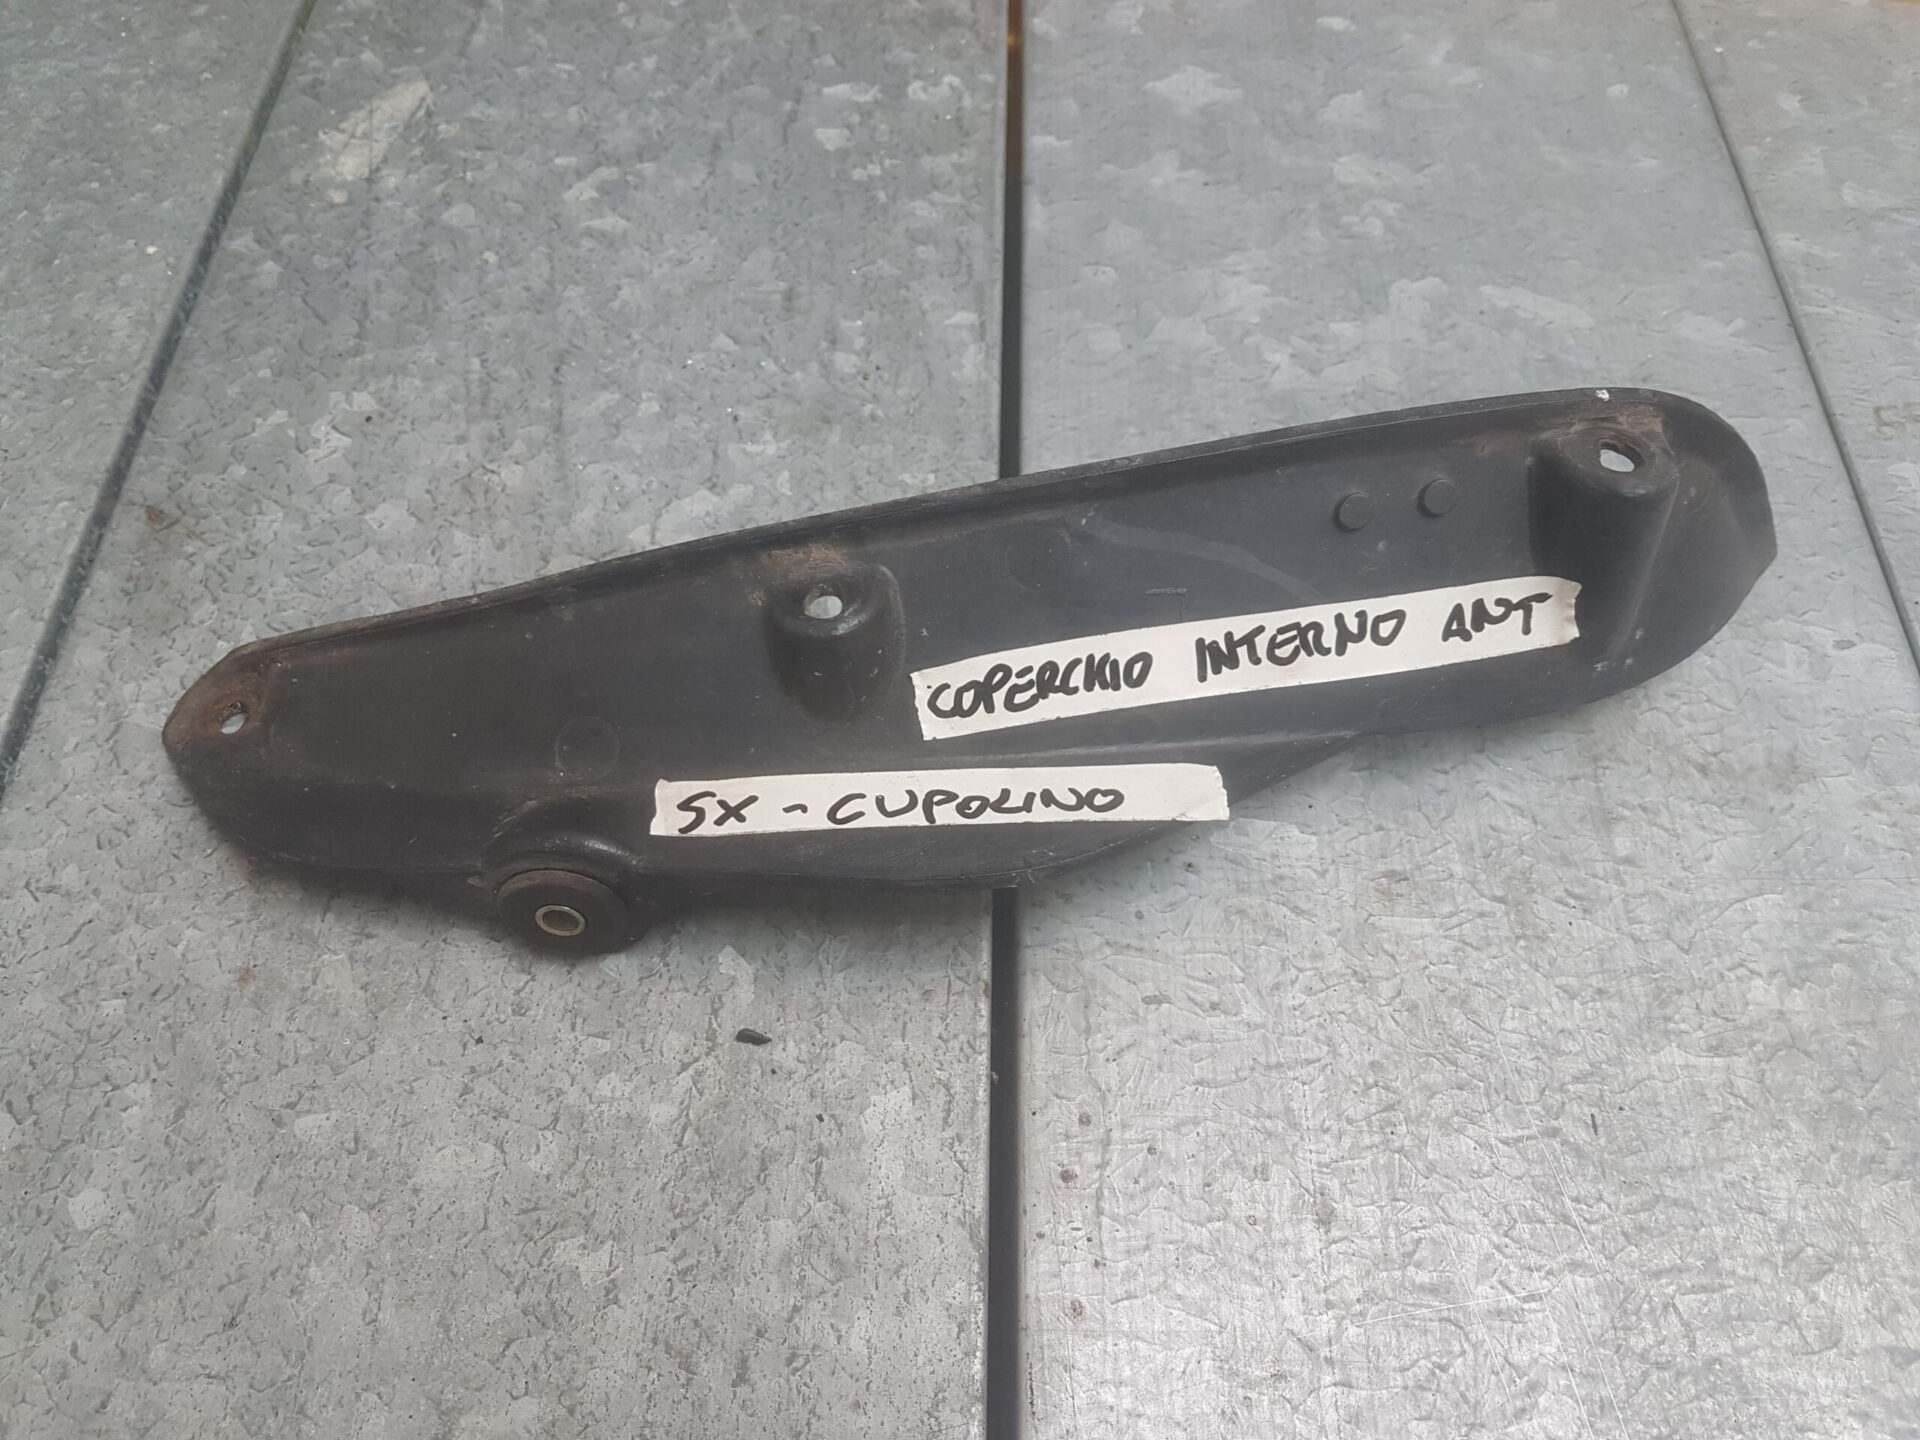 COPERCHIO INTERNO ANT
SX - CUPOLINO